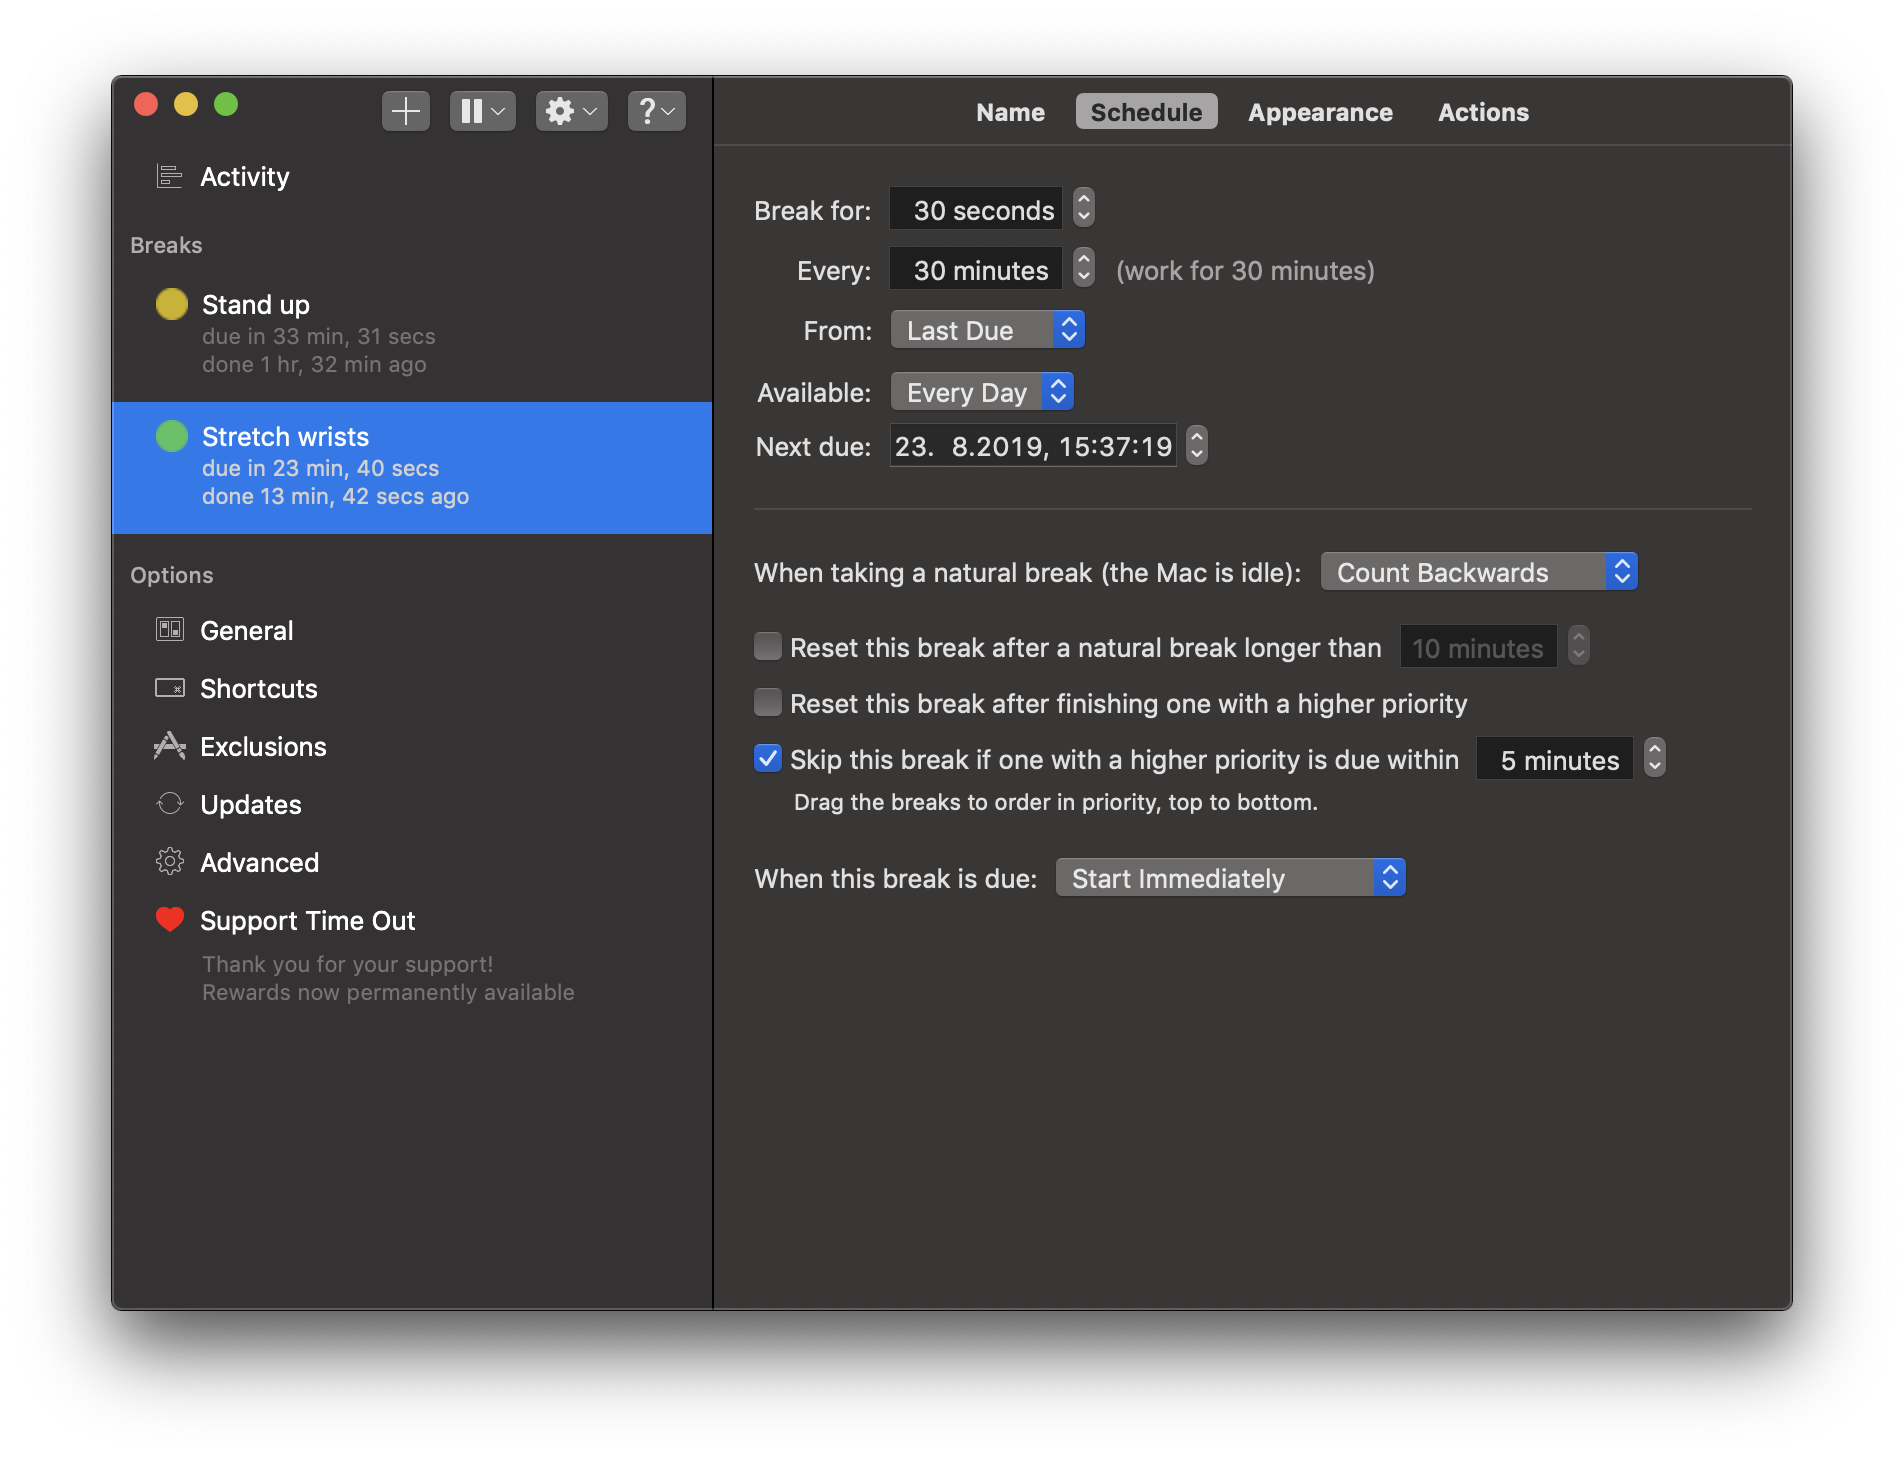 Activity
Breaks
Stand up
due in 33 min, 31 secs
done 1 hr, 32 min ago
Stretch wrists
due in 23 min, 40 secs
done 13 min, 42 secs ago
Options
General
Shortcuts
Exclusions
Updates
Advanced
Support Time Out
Thank you for your support!
Rewards now permanently available
Name Schedule Appearance Actions
Break for: 30 seconds
Every: 30 minutes (work for 30 minutes)
From: Last Due
Available: Every Day
Next due: 23. 8.2019, 15:37:19
When taking a natural break (the Mac is idle): Count Backwards
Reset this break after a natural break longer than 10 minutes
Reset this break after finishing one with a higher priority
Skip this break if one with a higher priority is due within 5 minutes
Drag the breaks to order in priority, top to bottom.
When this break is due: Start Immediately